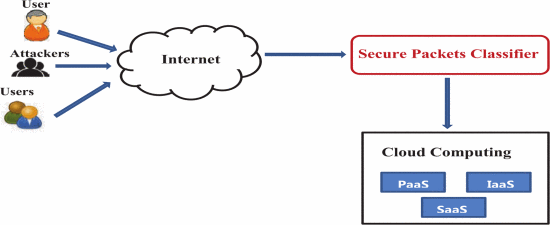 User
Attackers
Users
Internet
Secure Packets Classifier
Cloud Computing
PaaS
IaaS
SaaS